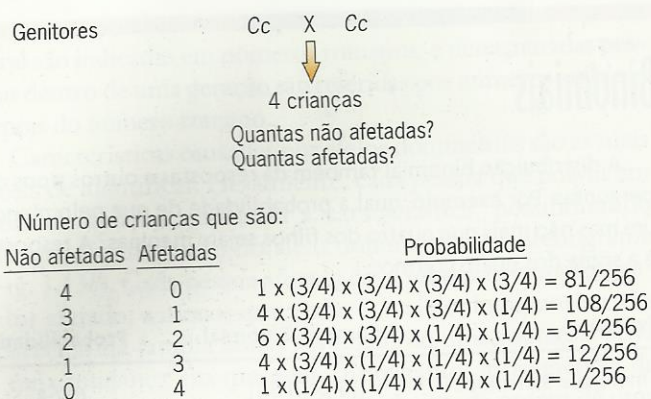 Genitores Cc X Cc
4 crianças
Quantas não afetadas?
Quantas afetadas?
Número de crianças que são:
Não afetadas Afetadas Probabilidade
4 0 1 x (3/4) x (3/4) x (3/4) x (3/4) = 81/256
3 1 4 x (3/4) x (3/4) x (3/4) x (1/4) = 108/256
2 2 6 x (3/4) x (3/4) x (1/4) x (1/4) = 54/256
1 3 4 x (3/4) x (1/4) x (1/4) x (1/4) = 12/256
0 4 1 x (1/4) x (1/4) x (1/4) x (1/4) = 1/256